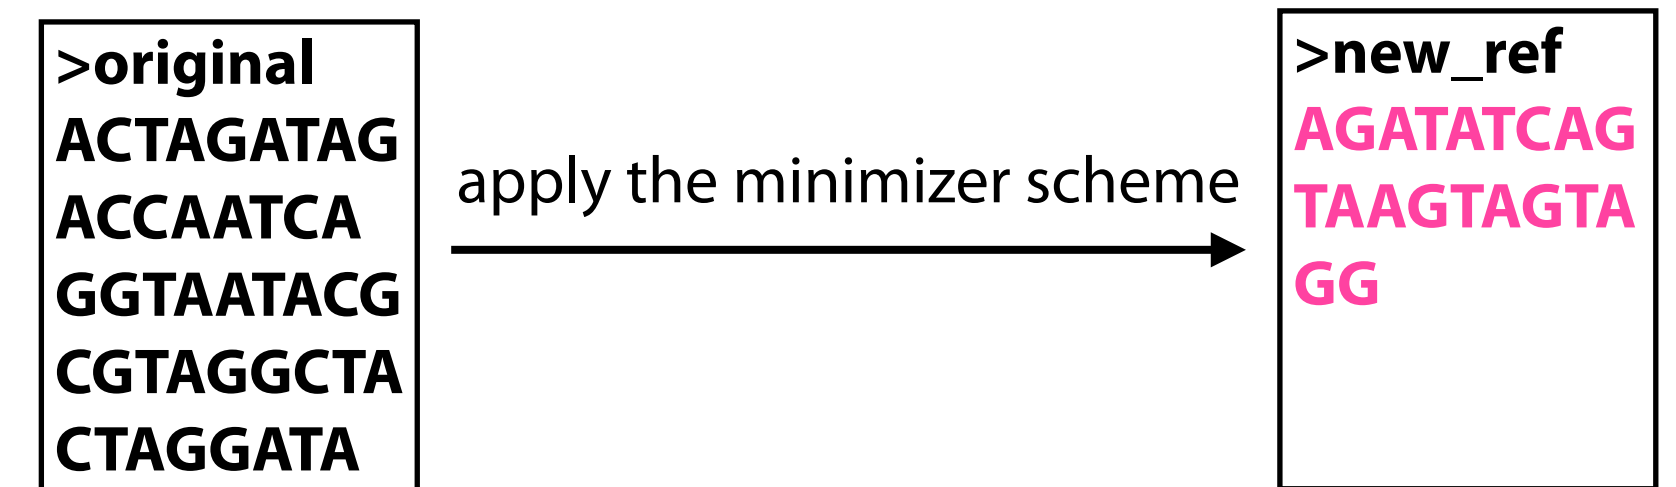 >original
ACTAGATAG
ACCAATCA
GGTAATACG
CGTAGGCTA
CTAGGATA
apply the minimizer scheme
>new_ref
AGATATCAG
TAAGTAGTA
GG